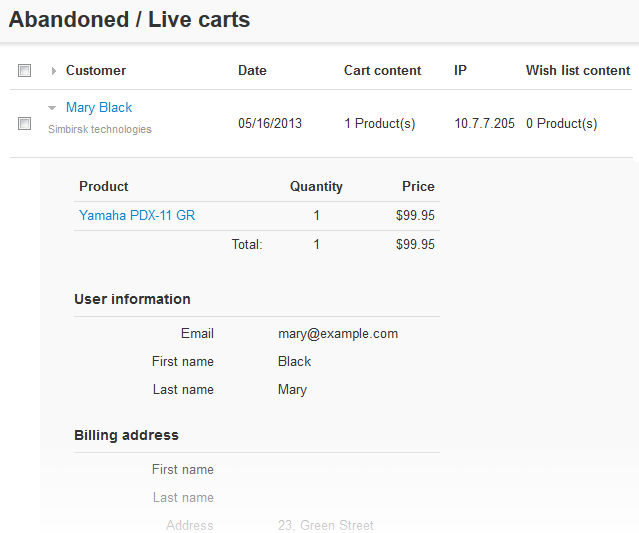 Abandoned / Live carts
Customer Date Cart content IP Wish list content
Mary Black
Simbirsk technologies
05/16/2013 1 Product(s) 10.7.7.205 0 Product(s)
Product Quantity Price
Yamaha PDX-11 GR 1 $99.95
Total: 1 $99.95
User information
Email mary@example.com
First name Black
Last name Mary
Billing address
First name
Last name
Address 23, Green Street